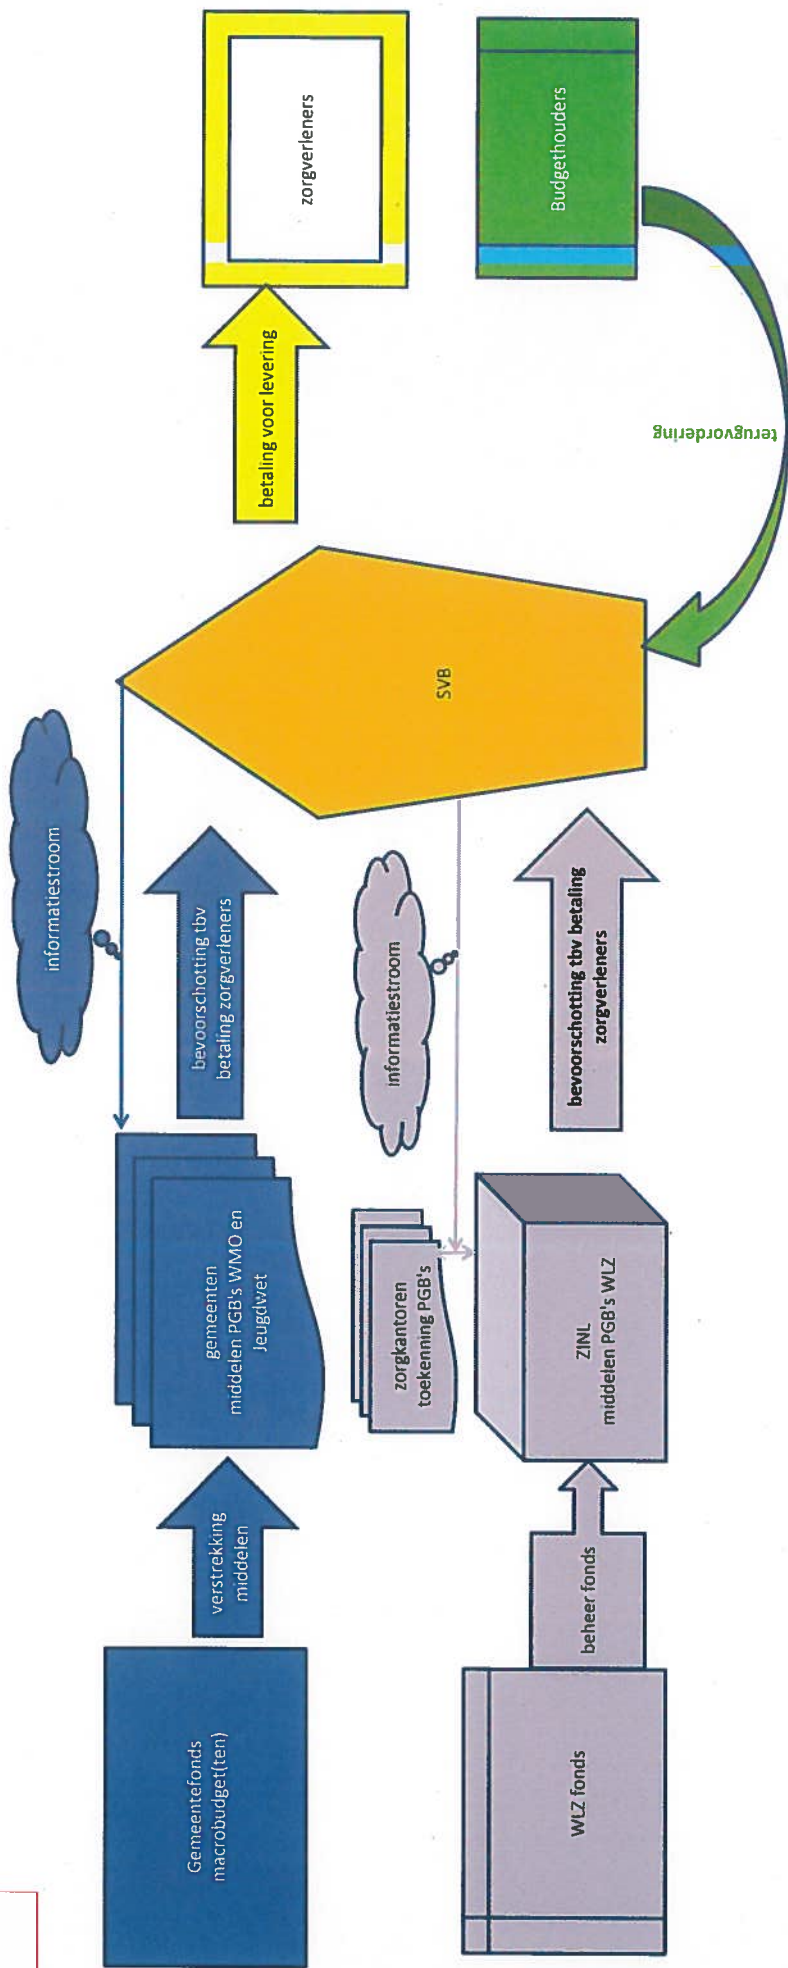 Gemeentefonds
macrobudget(ten)
verstrekking
middelen
gemeenten
middelen PGB's WMO en
Jeugdwet
bevoorschotting tbv
betaling zorgverleners
informatiestroom
WLZ fonds
beheer fonds
zorgkantoren
toekenning PGB's
ZINL
middelen PGB's WLZ
informatiestroom
bevoorschotting tbv betaling
zorgverleners
SVB
betaling voor levering
zorgverleners
Budgethouders
terugvordering